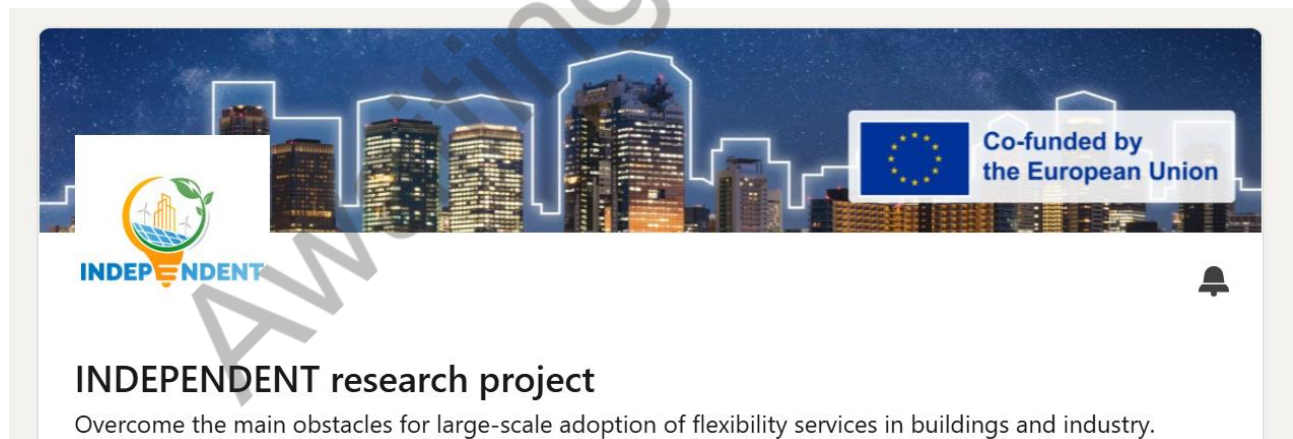 Co-funded by
the European Union
INDEPENDENT
INDEPENDENT research project
Overcome the main obstacles for large-scale adoption of flexibility services in buildings and industry.